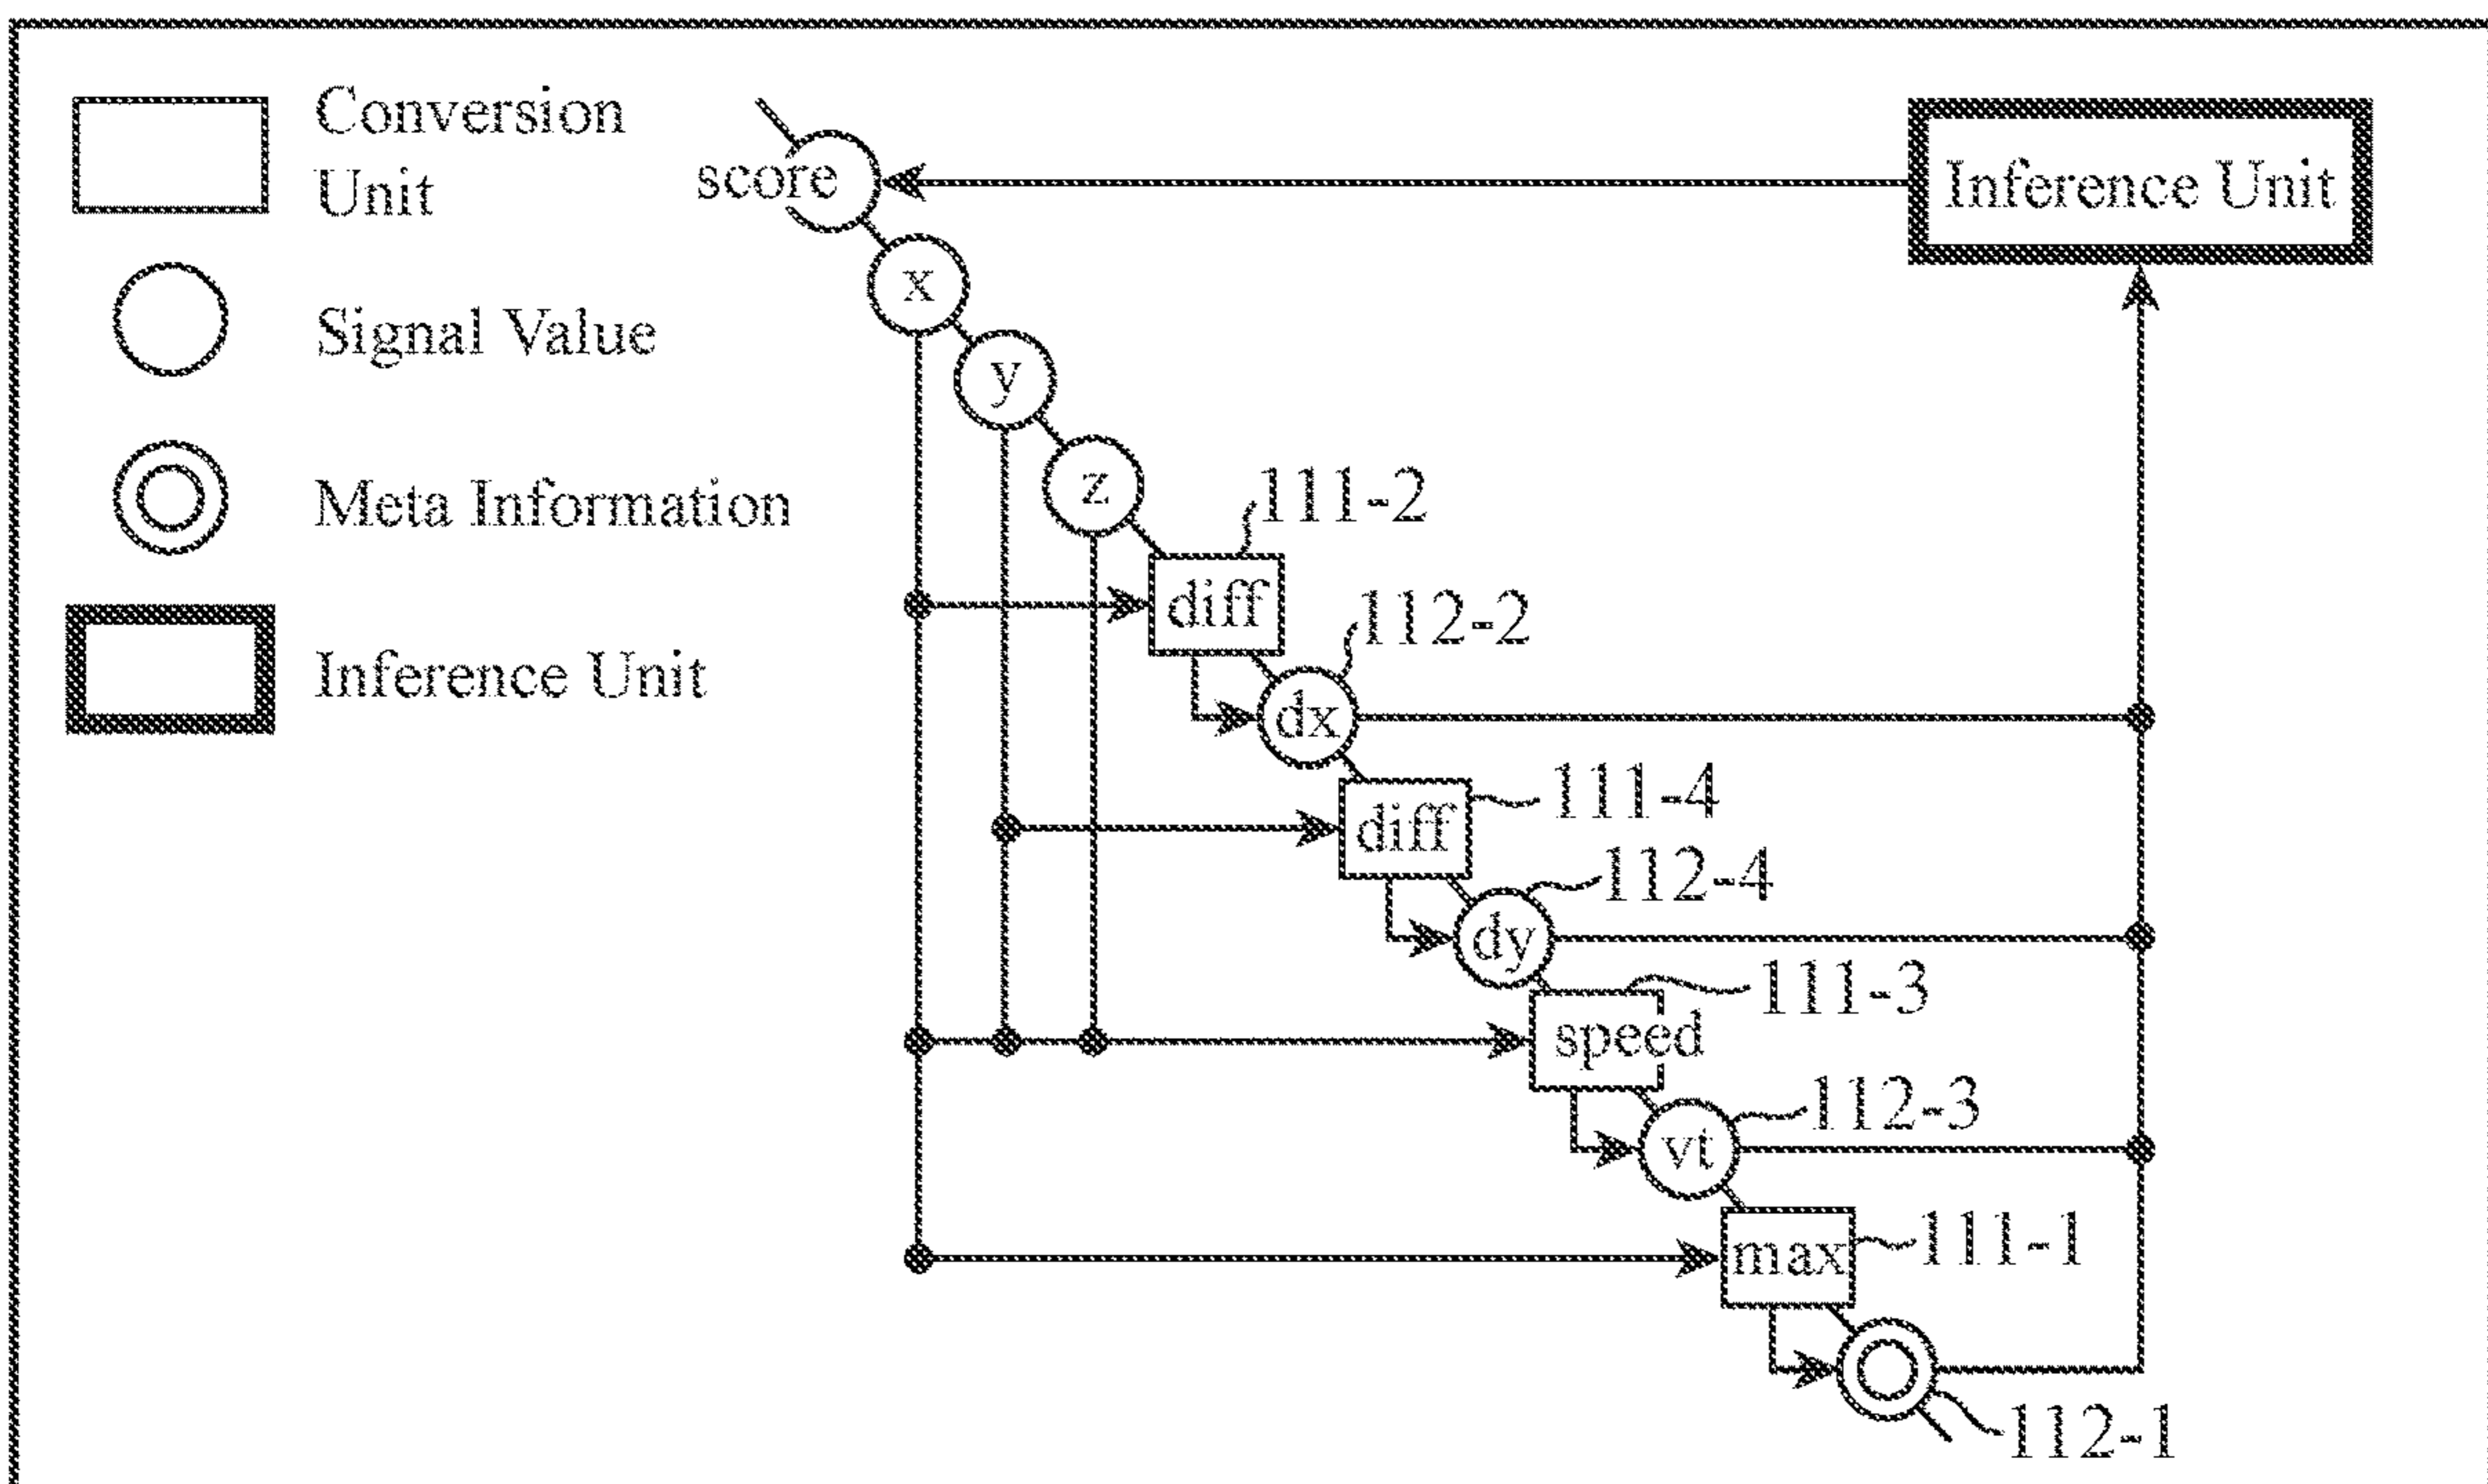 Conversion
Unit
Signal Value
Meta Information
Inference Unit
score
Inference Unit
x
y
z
111-2
diff
112-2
dx
111-4
diff
112-4
dy
111-3
speed
112-3
vt
111-1
max
112-1